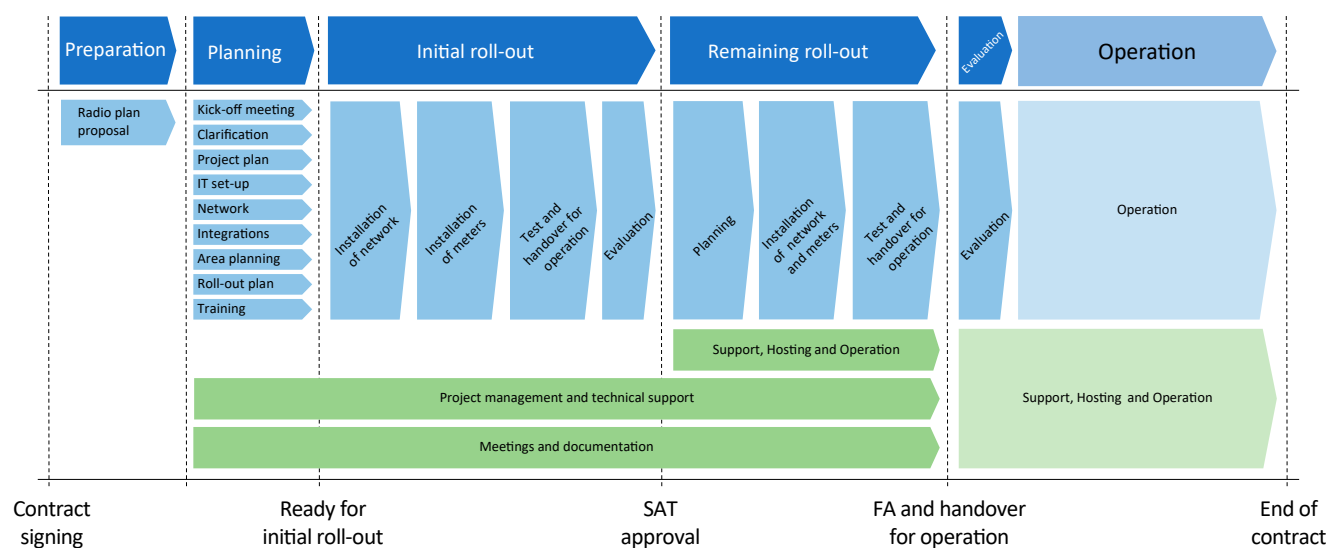 Preparation
Planning
Initial roll-out
Remaining roll-out
Evaluation
Operation
Radio plan
proposal
Kick-off meeting
Clarification
Project plan
IT set-up
Network
Integrations
Area planning
Roll-out plan
Training
Installation
of network
Installation
of meters
Test and
handover for
operation
Evaluation
Planning
Installation
of network
and meters
Test and
handover for
operation
Evaluation
Operation
Support, Hosting and Operation
Project management and technical support
Meetings and documentation
Support, Hosting and Operation
Contract
signing
Ready for
initial roll-out
SAT
approval
FA and handover
for operation
End of
contract